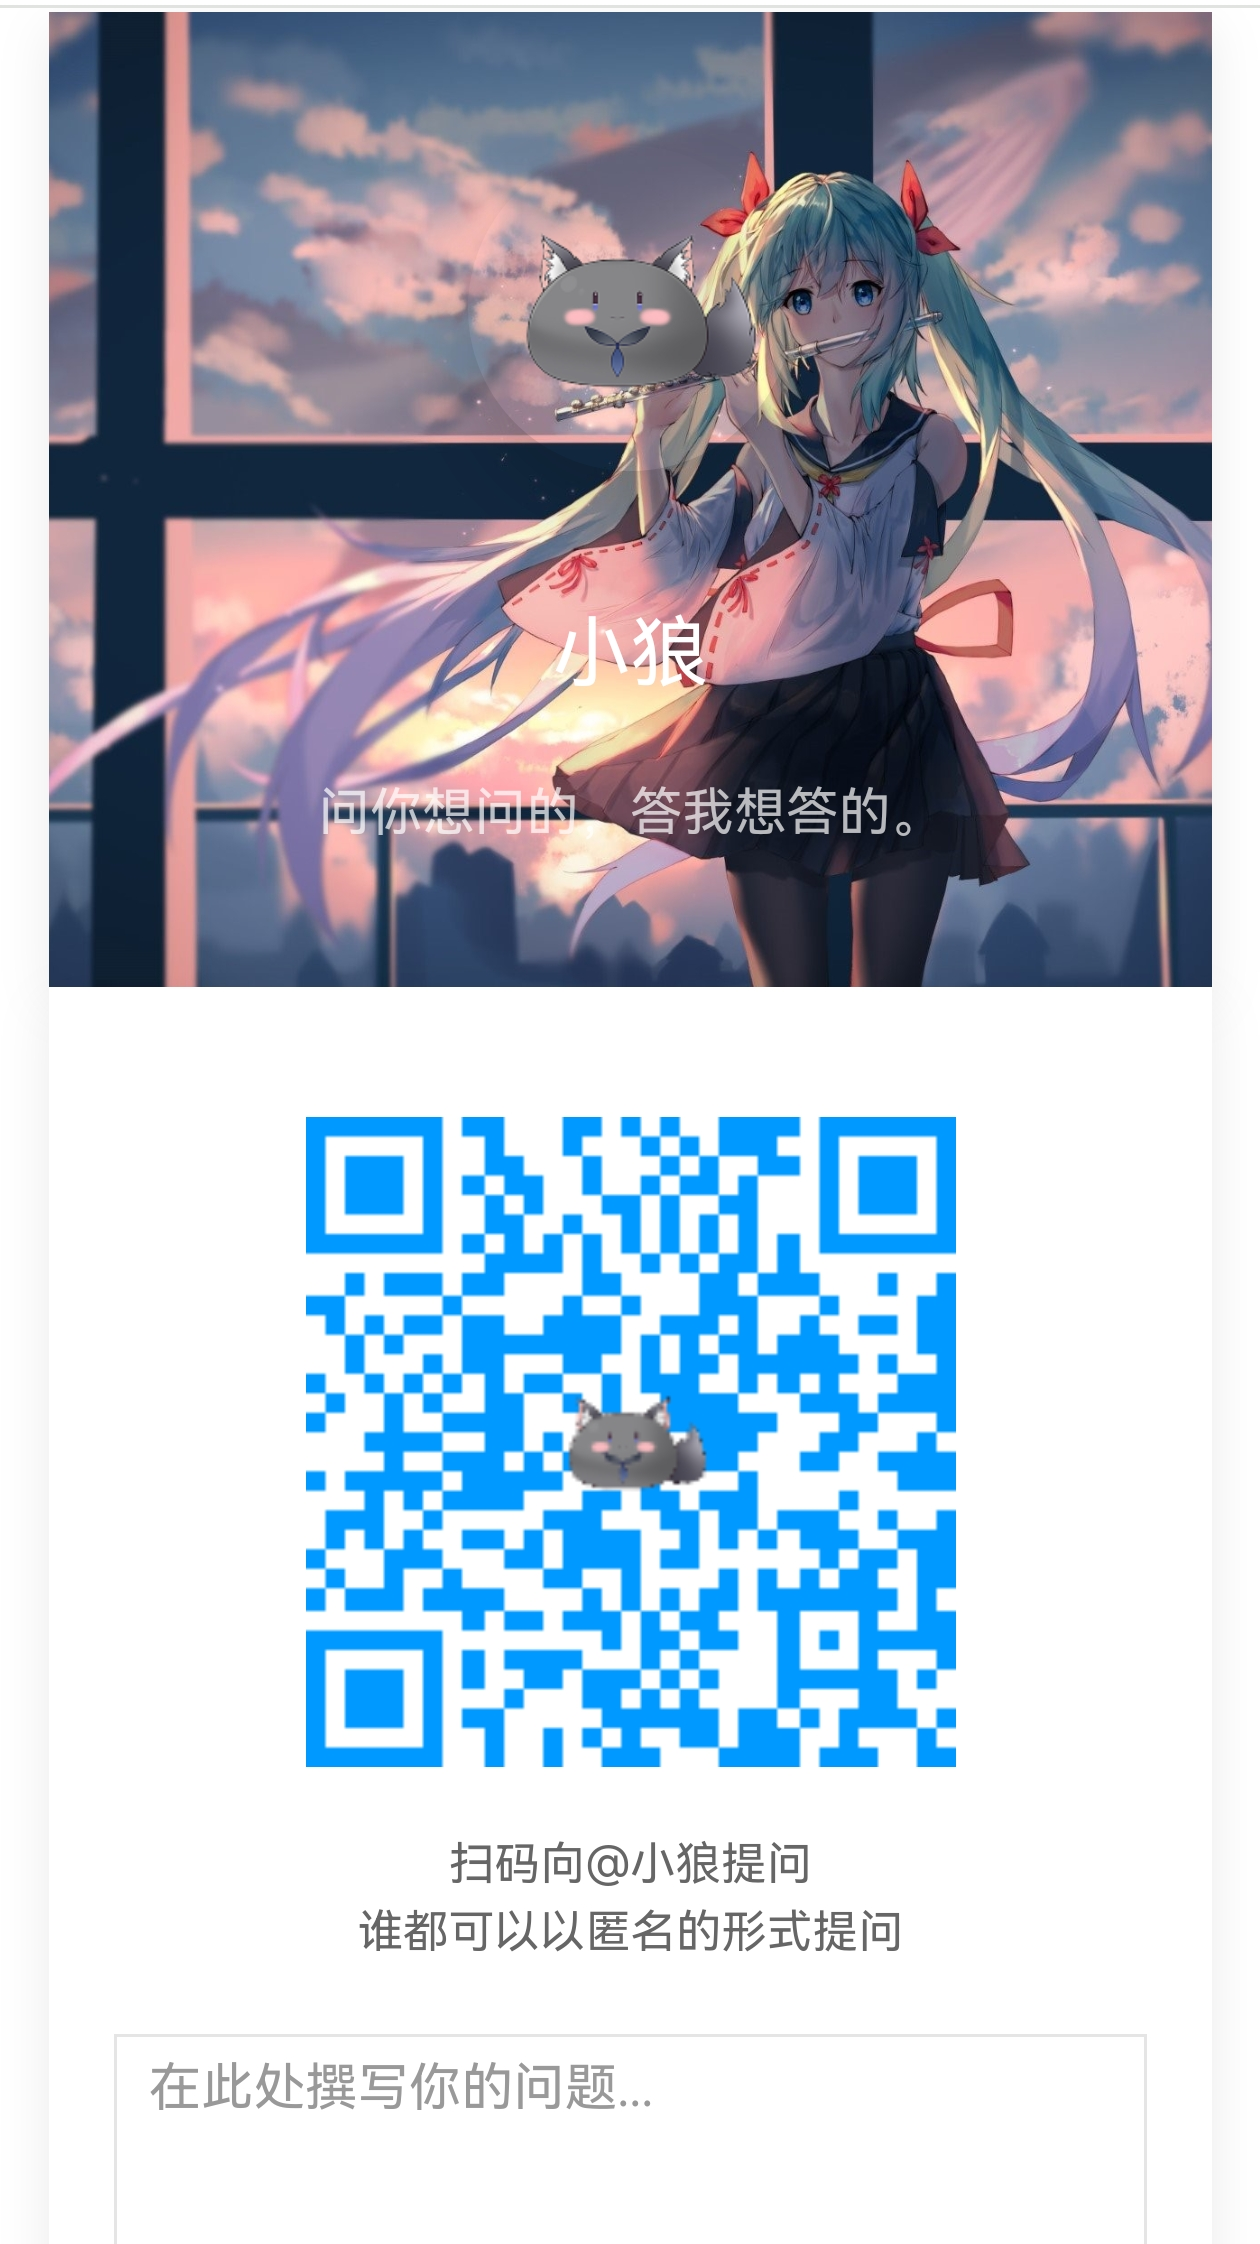 小狼
问你想问的，答我想答的。
扫码向@小狼提问
谁都可以以匿名的形式提问
在此处撰写你的问题...